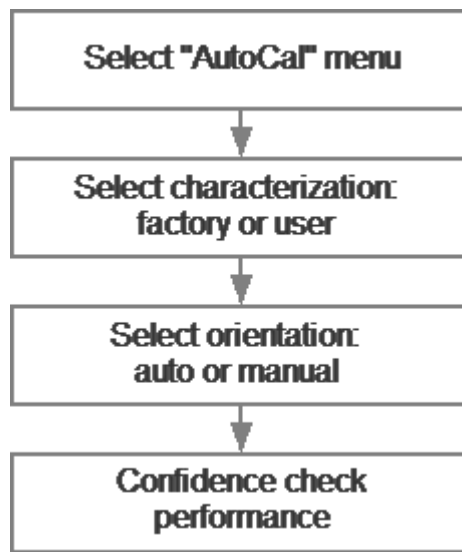 Select "AutoCal" menu
Select characterization:
factory or user
Select orientation:
auto or manual
Confidence check
performance